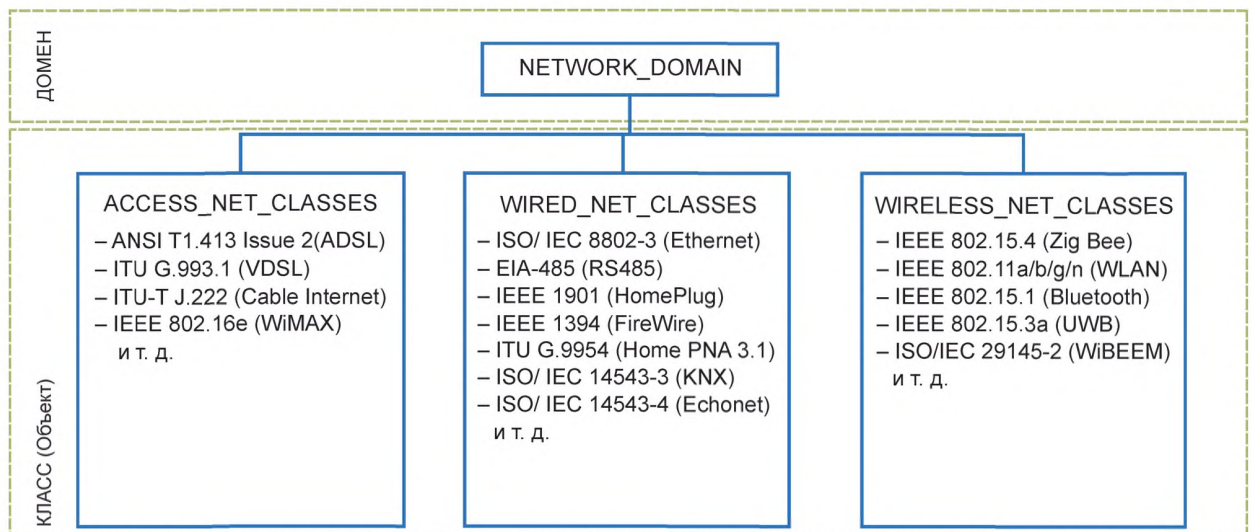 ДОМЕН
NETWORK_DOMAIN
КЛАСС (Объект)
ACCESS_NET_CLASSES
– ANSI T1.413 Issue 2(ADSL)
– ITU G.993.1 (VDSL)
– ITU-T J.222 (Cable Internet)
– IEEE 802.16e (WiMAX)
и т. д.
WIRED_NET_CLASSES
– ISO/ IEC 8802-3 (Ethernet)
– EIA-485 (RS485)
– IEEE 1901 (HomePlug)
– IEEE 1394 (FireWire)
– ITU G.9954 (Home PNA 3.1)
– ISO/ IEC 14543-3 (KNX)
– ISO/ IEC 14543-4 (Echonet)
и т. д.
WIRELESS_NET_CLASSES
– IEEE 802.15.4 (Zig Bee)
– IEEE 802.11a/b/g/n (WLAN)
– IEEE 802.15.1 (Bluetooth)
– IEEE 802.15.3a (UWB)
– ISO/IEC 29145-2 (WiBEEM)
и т. д.